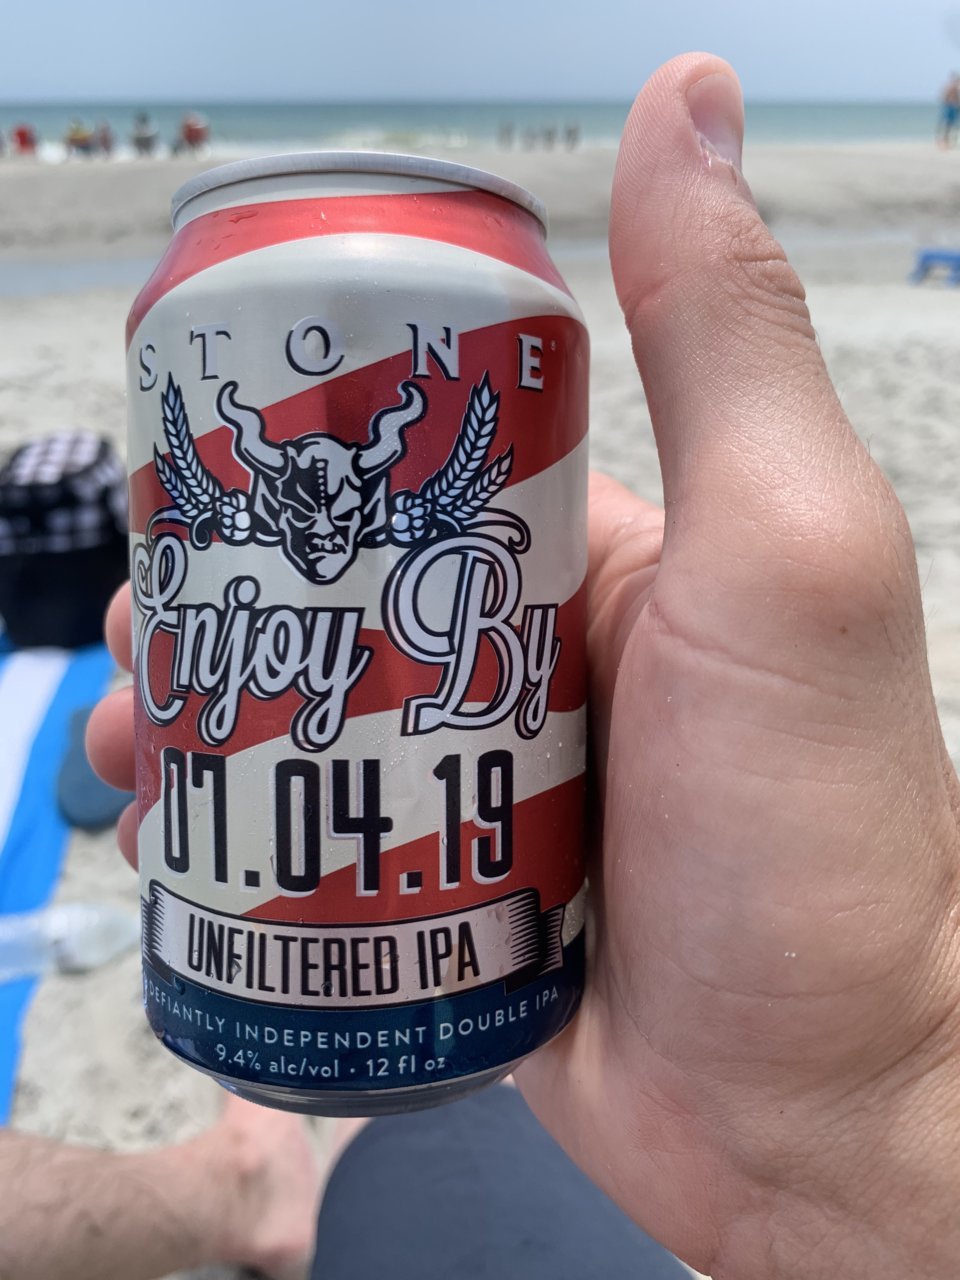 STONE
Enjoy By
07.04.19
UNFILTERED IPA
DEFIANTLY INDEPENDENT DOUBLE IPA
9.4% alc/vol · 12 fl oz